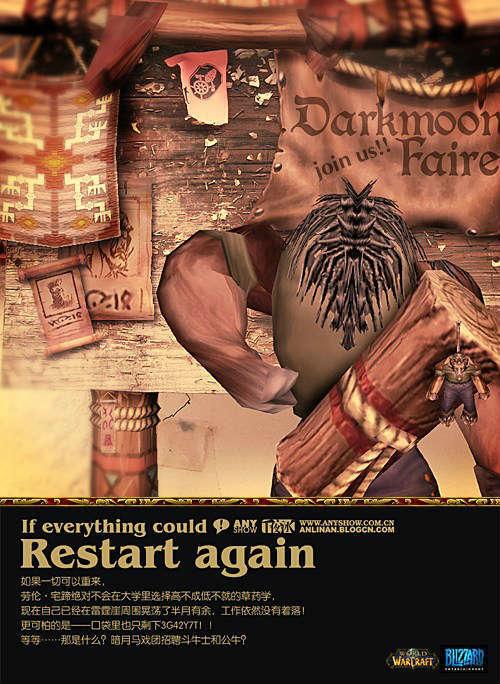 Darkmoon
Faire
join us!!
If everything could ANY SHOW WWW.ANYSHOW.COM.CN
ANLINAN.BLOGCN.COM
Restart again
如果一切可以重来，
劳伦·宅蹄绝对不会在大学里选择高不成低不就的草药学，
现在自己已经在雷霆崖周围晃荡了半月有余，工作依然没有着落！
更可怕的是——口袋里也只剩下3G42Y7T！！
等等……那是什么？暗月马戏团招聘斗牛士和公牛？
WORLD OF WARCRAFT
BLIZZARD
ENTERTAINMENT